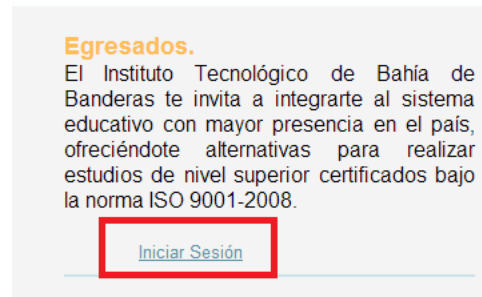 Egresados.
El Instituto Tecnológico de Bahía de
Banderas te invita a integrarte al sistema
educativo con mayor presencia en el país,
ofreciéndote alternativas para realizar
estudios de nivel superior certificados bajo
la norma ISO 9001-2008.
Iniciar Sesión